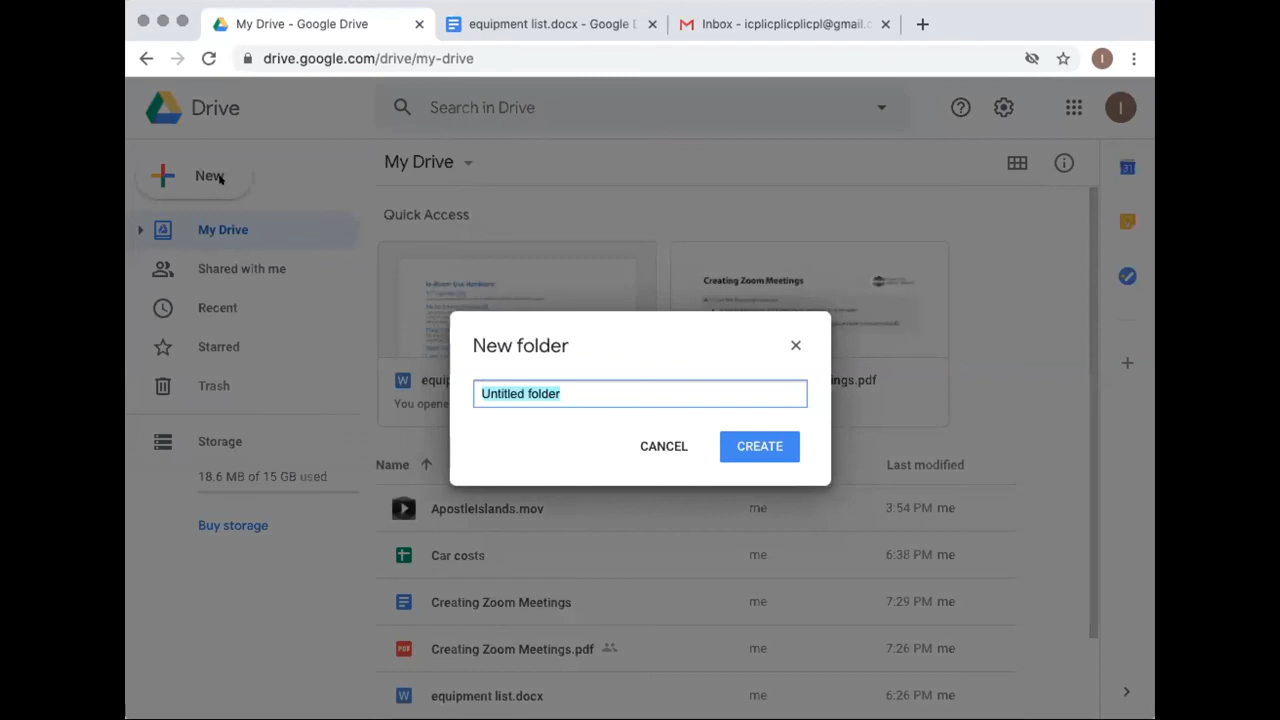 My Drive - Google Drive
equipment list.docx - Google D
Inbox - icplicplicplicpl@gmail.c
drive.google.com/drive/my-drive
I
Drive
Search in Drive
I
New
My Drive
31
My Drive
Quick Access
Shared with me
Recent
Starred
Trash
Creating Zoom Meetings
New folder
Untitled folder
CANCEL
CREATE
W
equip
ngs.pdf
You opene
Storage
18.6 MB of 15 GB used
Buy storage
Name
Last modified
ApostleIslands.mov
me
3:54 PM me
Car costs
me
6:38 PM me
Creating Zoom Meetings
me
7:29 PM me
PDF
Creating Zoom Meetings.pdf
me
7:26 PM me
W
equipment list.docx
me
6:26 PM me